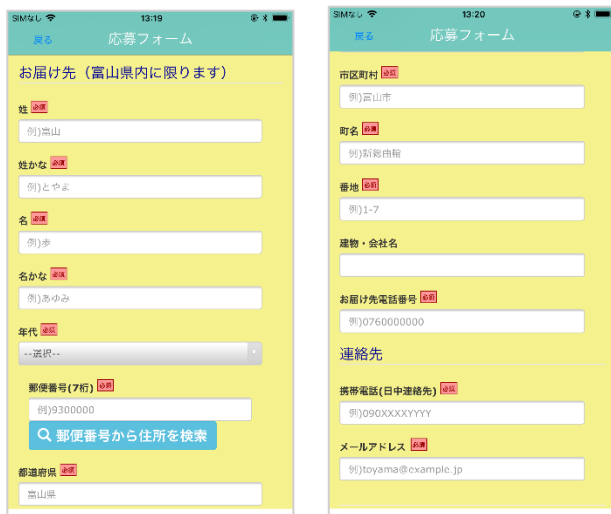 SIMなし 13:19
戻る 応募フォーム
お届け先（富山県内に限ります）
姓 必須
例)富山
姓かな 必須
例)とやま
名 必須
例)歩
名かな 必須
例)あゆみ
年代 必須
--選択--
郵便番号(7桁) 必須
例)9300000
郵便番号から住所を検索
都道府県 必須
富山県
SIMなし 13:20
戻る 応募フォーム
市区町村 必須
例)富山市
町名 必須
例)新総曲輪
番地 必須
例)1-7
建物・会社名
お届け先電話番号 必須
例)0760000000
連絡先
携帯電話(日中連絡先) 必須
例)090XXXXYYYY
メールアドレス 必須
例)toyama@example.jp